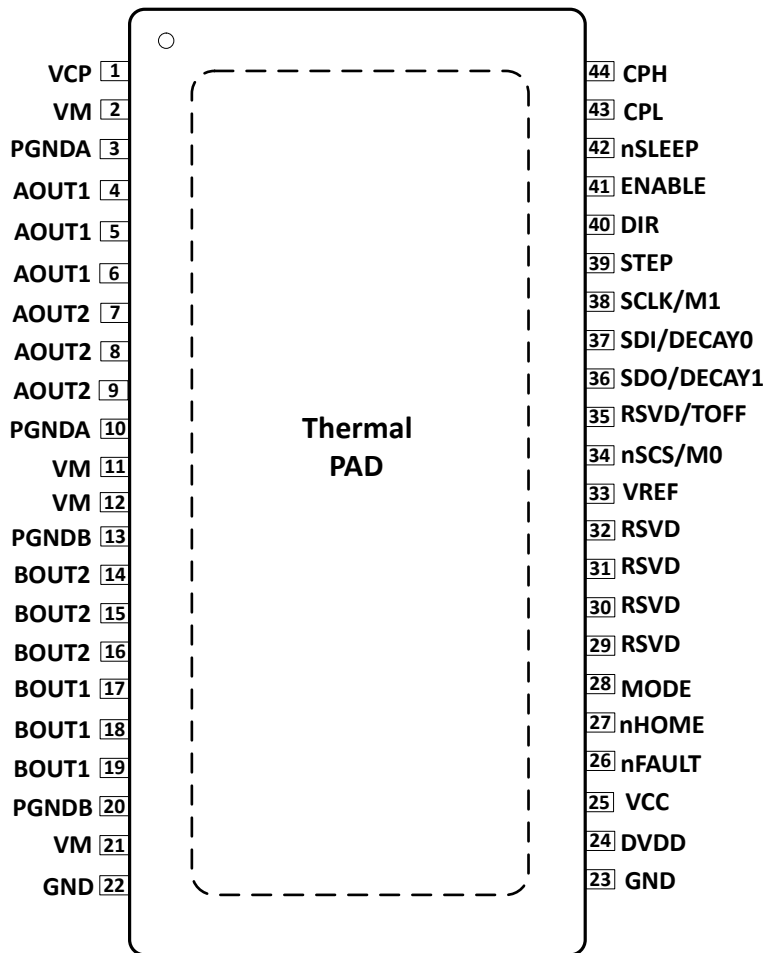 VCP 1
VM 2
PGNDA 3
AOUT1 4
AOUT1 5
AOUT1 6
AOUT2 7
AOUT2 8
AOUT2 9
PGNDA 10
VM 11
VM 12
PGNDB 13
BOUT2 14
BOUT2 15
BOUT2 16
BOUT1 17
BOUT1 18
BOUT1 19
PGNDB 20
VM 21
GND 22
Thermal
PAD
44 CPH
43 CPL
42 nSLEEP
41 ENABLE
40 DIR
39 STEP
38 SCLK/M1
37 SDI/DECAY0
36 SDO/DECAY1
35 RSVD/TOFF
34 nSCS/M0
33 VREF
32 RSVD
31 RSVD
30 RSVD
29 RSVD
28 MODE
27 nHOME
26 nFAULT
25 VCC
24 DVDD
23 GND